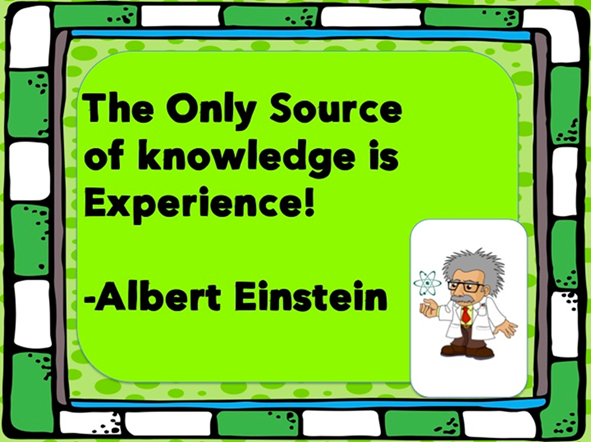 The Only Source
of knowledge is
Experience!
-Albert Einstein